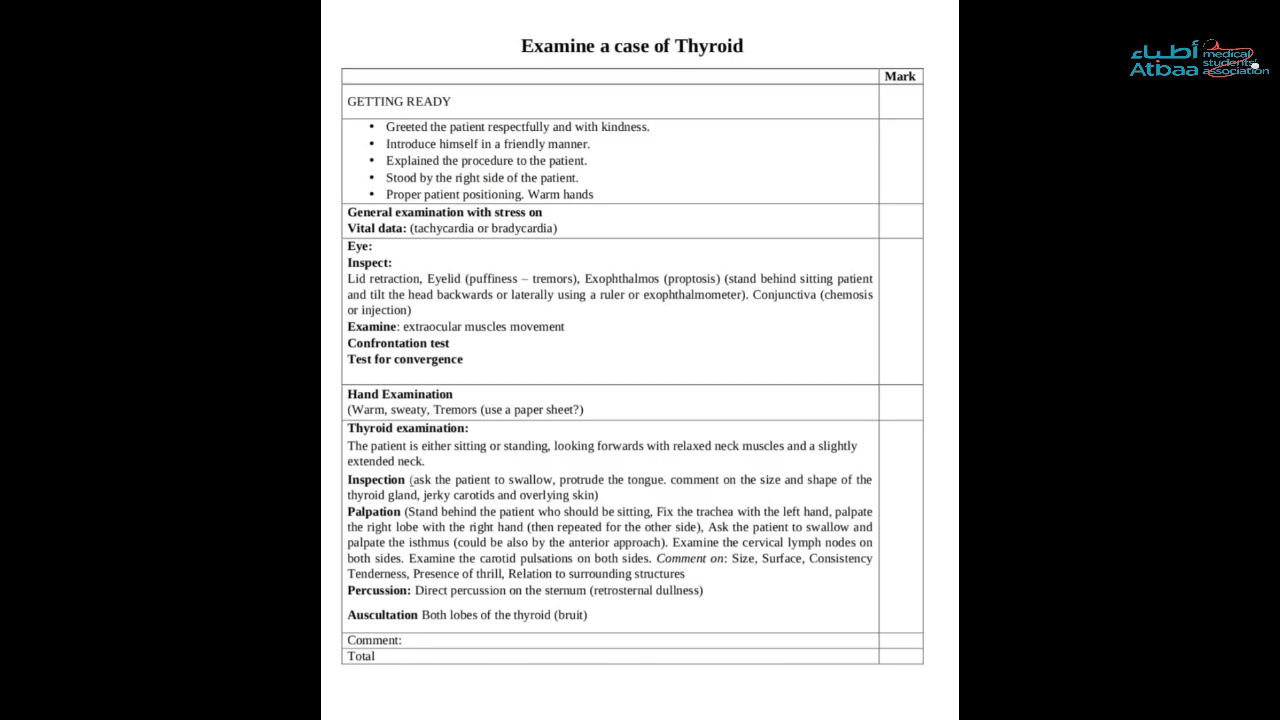 Examine a case of Thyroid
أطباء medical
Atibaa students'
association
Mark
GETTING READY
• Greeted the patient respectfully and with kindness.
• Introduce himself in a friendly manner.
• Explained the procedure to the patient.
• Stood by the right side of the patient.
• Proper patient positioning. Warm hands
General examination with stress on
Vital data: (tachycardia or bradycardia)
Eye:
Inspect:
Lid retraction, Eyelid (puffiness – tremors), Exophthalmos (proptosis) (stand behind sitting patient
and tilt the head backwards or laterally using a ruler or exophthalmometer). Conjunctiva (chemosis
or injection)
Examine: extraocular muscles movement
Confrontation test
Test for convergence
Hand Examination
(Warm, sweaty, Tremors (use a paper sheet?)
Thyroid examination:
The patient is either sitting or standing, looking forwards with relaxed neck muscles and a slightly
extended neck.
Inspection (ask the patient to swallow, protrude the tongue. comment on the size and shape of the
thyroid gland, jerky carotids and overlying skin)
Palpation (Stand behind the patient who should be sitting, Fix the trachea with the left hand, palpate
the right lobe with the right hand (then repeated for the other side), Ask the patient to swallow and
palpate the isthmus (could be also by the anterior approach). Examine the cervical lymph nodes on
both sides. Examine the carotid pulsations on both sides. Comment on: Size, Surface, Consistency
Tenderness, Presence of thrill, Relation to surrounding structures
Percussion: Direct percussion on the sternum (retrosternal dullness)
Auscultation Both lobes of the thyroid (bruit)
Comment:
Total